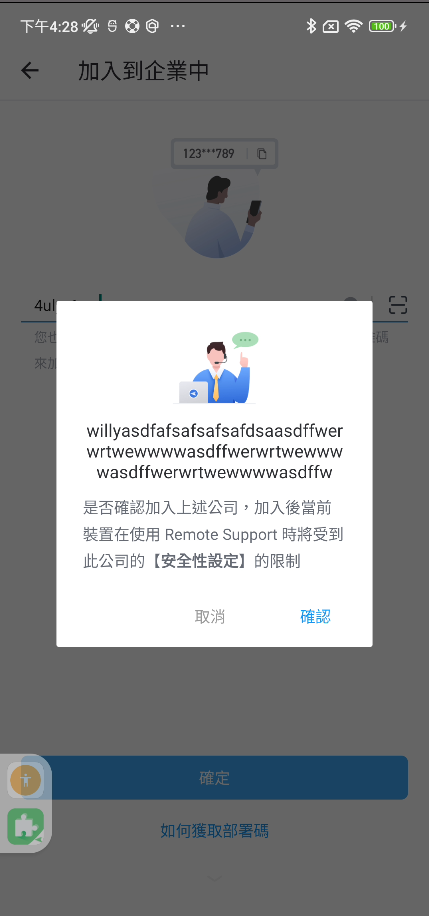 下午4:28
100
加入到企業中
123***789
4ul
您也
碼
來加
willyasdfafsafsafsafdsaasdffwer
wrtwewwwwasdffwerwrtwewww
wasdffwerwrtwewwwwasdffw
是否確認加入上述公司，加入後當前
裝置在使用 Remote Support 時將受到
此公司的【安全性設定】的限制
取消
確認
確定
如何獲取部署碼